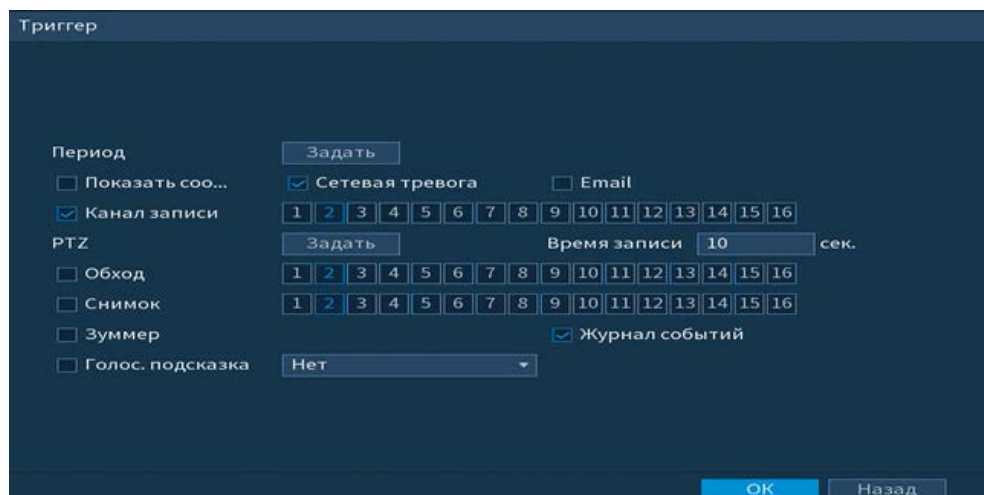 Триггер
Период Задать
Показать соо... Сетевая тревога Email
Канал записи 1 2 3 4 5 6 7 8 9 10 11 12 13 14 15 16
PTZ Задать Время записи 10 сек.
Обход 1 2 3 4 5 6 7 8 9 10 11 12 13 14 15 16
Снимок 1 2 3 4 5 6 7 8 9 10 11 12 13 14 15 16
Зуммер Журнал событий
Голос. подсказка Нет
OK Назад